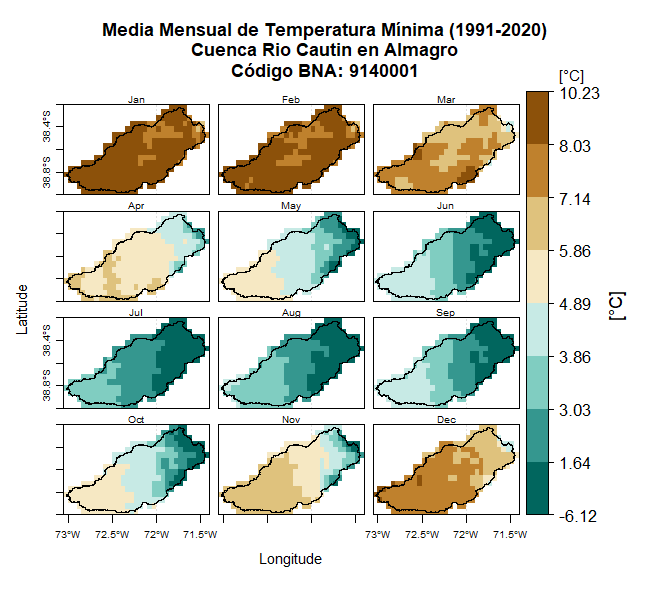 Media Mensual de Temperatura Mínima (1991-2020)
Cuenca Rio Cautin en Almagro
Código BNA: 9140001
[°C]
Jan Feb Mar
38.4°S
38.8°S
Apr May Jun
Jul Aug Sep
38.4°S
38.8°S
Oct Nov Dec
73°W 72.5°W 72°W 71.5°W 73°W 72.5°W 72°W 71.5°W
Latitude
Longitude
10.23
8.03
7.14
5.86
4.89
3.86
3.03
1.64
-6.12
[°C]